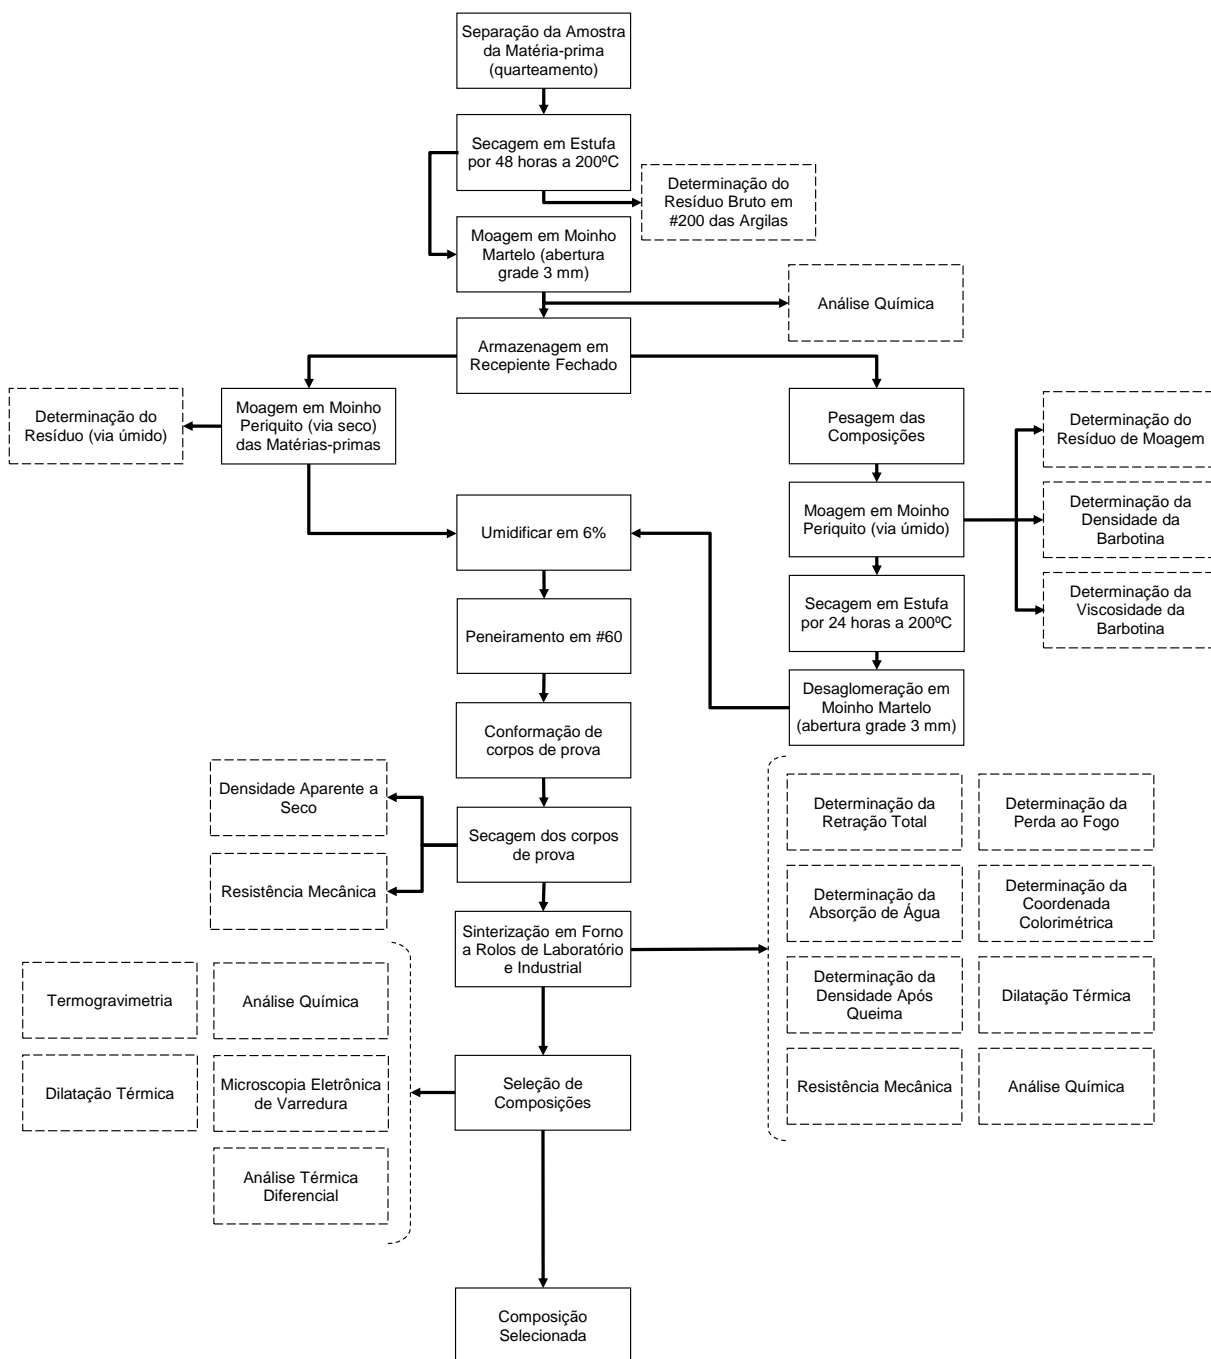 Separação da Amostra
da Matéria-prima
(quarteamento)
Secagem em Estufa
por 48 horas a 200ºC
Determinação do
Resíduo Bruto em
#200 das Argilas
Moagem em Moinho
Martelo (abertura
grade 3 mm)
Análise Química
Armazenagem em
Recepiente Fechado
Determinação do
Resíduo (via úmido)
Moagem em Moinho
Periquito (via seco)
das Matérias-primas
Pesagem das
Composições
Determinação do
Resíduo de Moagem
Umidificar em 6%
Moagem em Moinho
Periquito (via úmido)
Determinação da
Densidade da
Barbotina
Peneiramento em #60
Secagem em Estufa
por 24 horas a 200ºC
Determinação da
Viscosidade da
Barbotina
Conformação de
corpos de prova
Desaglomeração em
Moinho Martelo
(abertura grade 3 mm)
Densidade Aparente a
Seco
Secagem dos corpos
de prova
Resistência Mecânica
Determinação da
Retração Total
Determinação da
Perda ao Fogo
Sinterização em Forno
a Rolos de Laboratório
e Industrial
Determinação da
Absorção de Água
Determinação da
Coordenada
Colorimétrica
Termogravimetria
Análise Química
Determinação da
Densidade Após
Queima
Dilatação Térmica
Dilatação Térmica
Microscopia Eletrônica
de Varredura
Seleção de
Composições
Resistência Mecânica
Análise Química
Análise Térmica
Diferencial
Composição
Selecionada